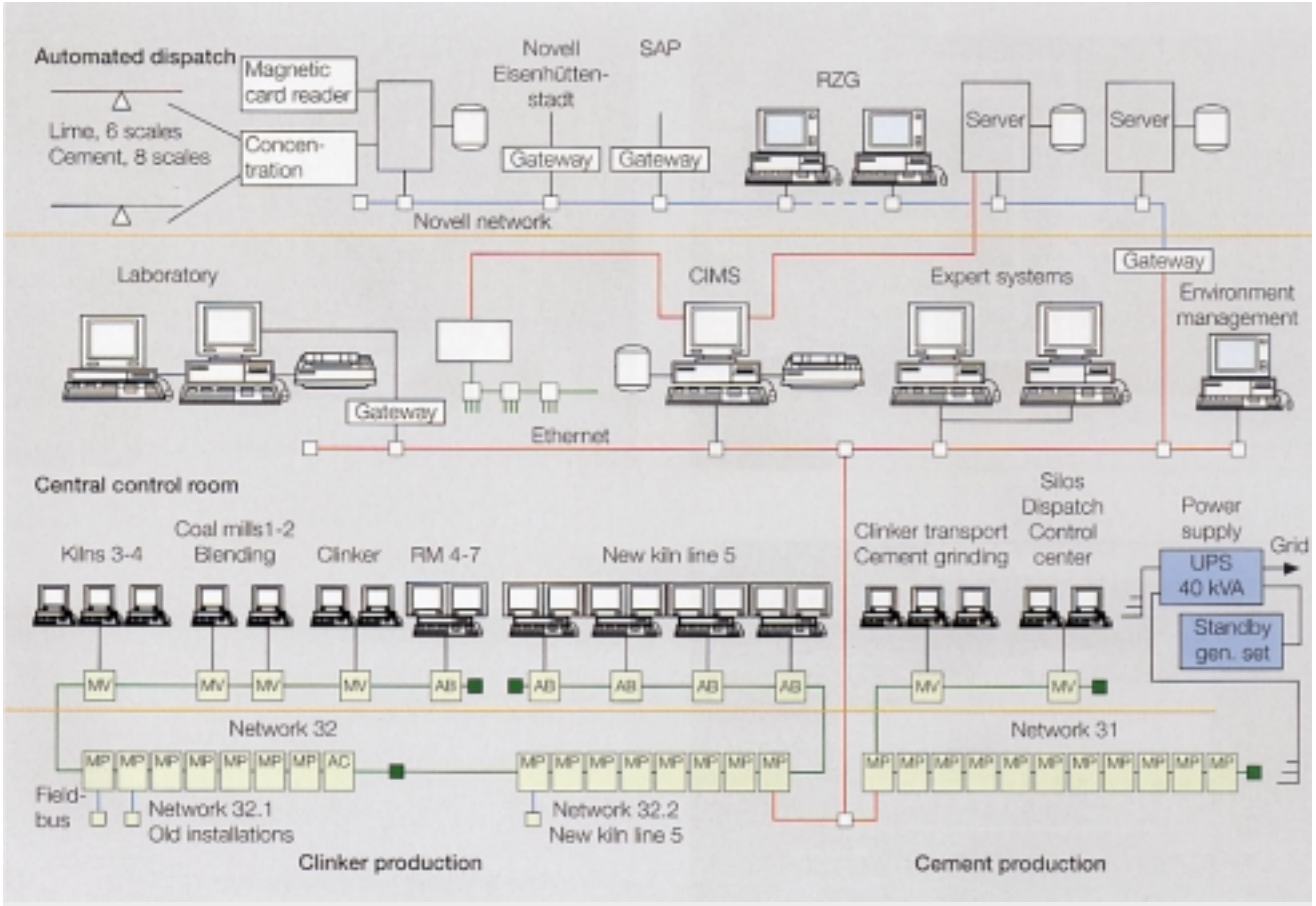 Automated dispatch
Magnetic
card reader
Lime, 6 scales
Cement, 8 scales
Concen-
tration
Novell
Eisenhütten-
stadt
SAP
Gateway
Gateway
RZG
Server
Server
Novell network
Gateway
Laboratory
CIMS
Expert systems
Environment
management
Gateway
Ethernet
Central control room
Kilns 3-4
Coal mills1-2
Blending
Clinker
RM 4-7
New kiln line 5
Clinker transport
Cement grinding
Silos
Dispatch
Control
center
Power
supply
UPS
40 kVA
Grid
Standby
gen. set
MV
MV
MV
MV
AB
AB
AB
AB
AB
MV
MV
Network 32
Network 31
MP MP MP MP MP MP MP AC
MP MP MP MP MP MP MP MP
MP MP MP MP MP MP MP MP MP MP MP
Field-
bus
Network 32.1
Old installations
Network 32.2
New kiln line 5
Clinker production
Cement production